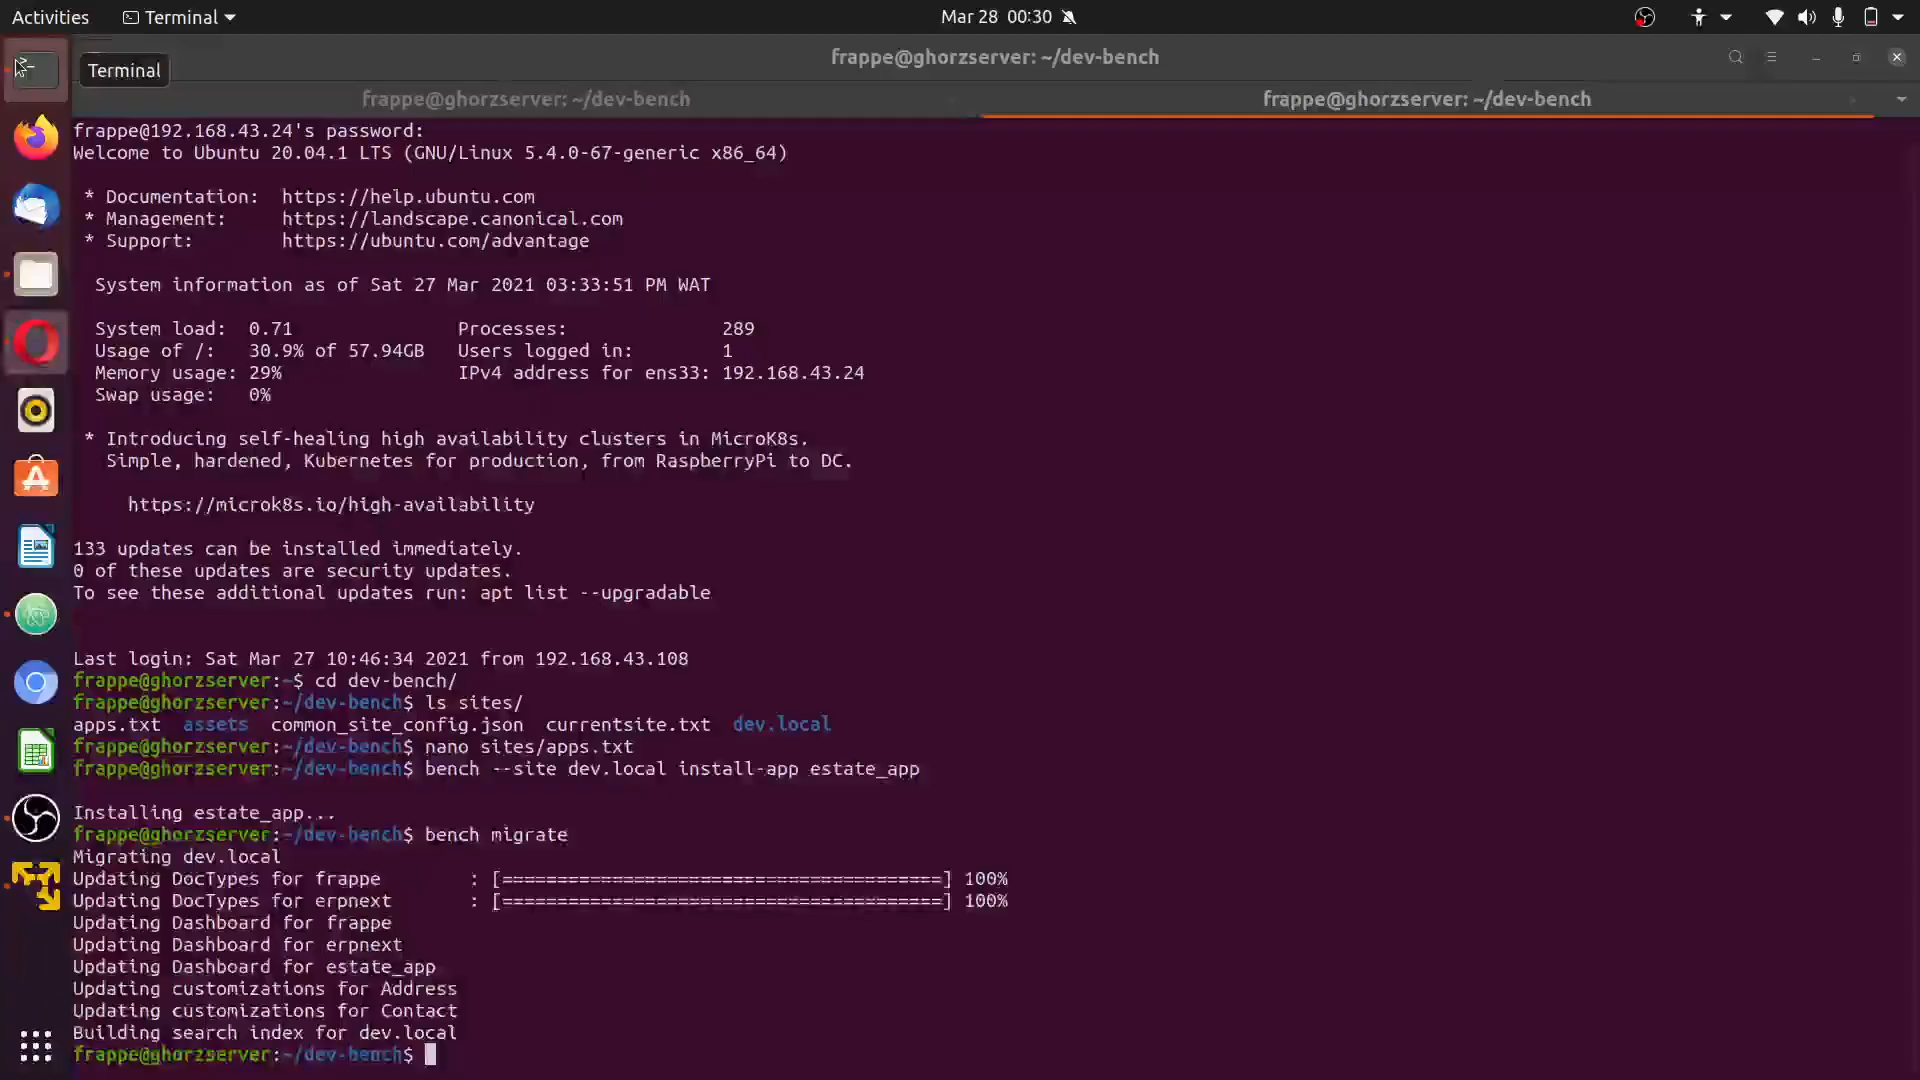 Activities
Terminal
Mar 28 00:30
frappe@ghorzserver: ~/dev-bench
Terminal
frappe@ghorzserver: ~/dev-bench
frappe@ghorzserver: ~/dev-bench
frappe@192.168.43.24's password:
Welcome to Ubuntu 20.04.1 LTS (GNU/Linux 5.4.0-67-generic x86_64)
* Documentation:  https://help.ubuntu.com
* Management:     https://landscape.canonical.com
* Support:        https://ubuntu.com/advantage
System information as of Sat 27 Mar 2021 03:33:51 PM WAT
System load:  0.71               Processes:              289
Usage of /:   30.9% of 57.94GB   Users logged in:        1
Memory usage: 29%                IPv4 address for ens33: 192.168.43.24
Swap usage:   0%
* Introducing self-healing high availability clusters in MicroK8s.
Simple, hardened, Kubernetes for production, from RaspberryPi to DC.
https://microk8s.io/high-availability
133 updates can be installed immediately.
0 of these updates are security updates.
To see these additional updates run: apt list --upgradable
Last login: Sat Mar 27 10:46:34 2021 from 192.168.43.108
frappe@ghorzserver:~$ cd dev-bench/
frappe@ghorzserver:~/dev-bench$ ls sites/
apps.txt  assets  common_site_config.json  currentsite.txt  dev.local
frappe@ghorzserver:~/dev-bench$ nano sites/apps.txt
frappe@ghorzserver:~/dev-bench$ bench --site dev.local install-app estate_app
Installing estate_app...
frappe@ghorzserver:~/dev-bench$ bench migrate
Migrating dev.local
Updating DocTypes for frappe        : [========================================] 100%
Updating DocTypes for erpnext       : [========================================] 100%
Updating Dashboard for frappe
Updating Dashboard for erpnext
Updating Dashboard for estate_app
Updating customizations for Address
Updating customizations for Contact
Building search index for dev.local
frappe@ghorzserver:~/dev-bench$